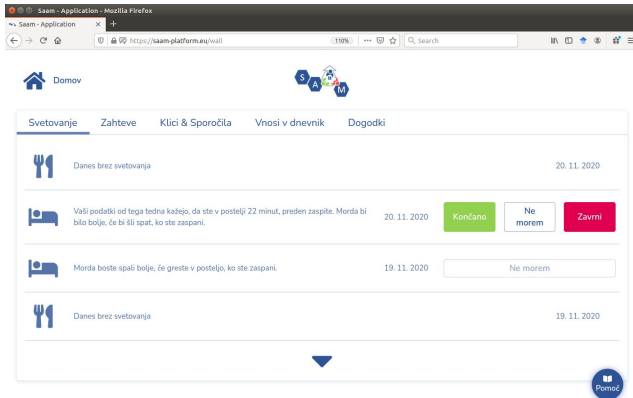 Saam - Application - Mozilla Firefox
Saam - Application
https://saam-platform.eu/wall
110%
Search
Domov
S A A M
Svetovanje Zahteve Klici & Sporočila Vnosi v dnevnik Dogodki
Danes brez svetovanja 20. 11. 2020
Vaši podatki od tega tedna kažejo, da ste v postelji 22 minut, preden zaspite. Morda bi
bilo bolje, če bi šli spat, ko ste zaspani.
20. 11. 2020
Končano
Ne
morem
Zavrni
Morda boste spali bolje, če greste v posteljo, ko ste zaspani. 19. 11. 2020 Ne morem
Danes brez svetovanja 19. 11. 2020
Pomoč